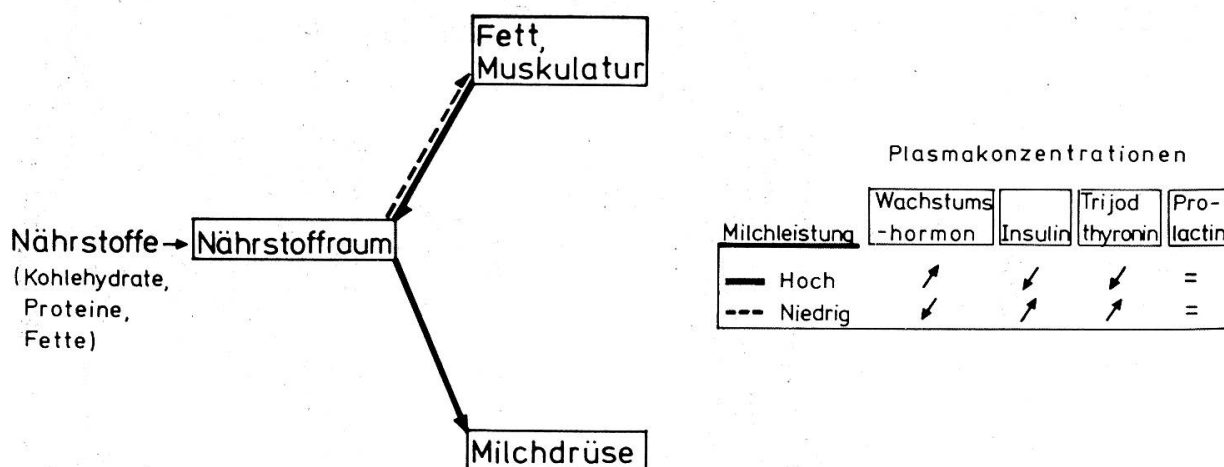 Fett,
Muskulatur
Nährstoffe
Nährstoffraum
(Kohlehydrate,
Proteine,
Fette)
Milchdrüse
Plasmakonzentrationen
Milchleistung
Wachstums
-hormon
Insulin
Trijod
thyronin
Pro-
lactin
Hoch
=
Niedrig
=